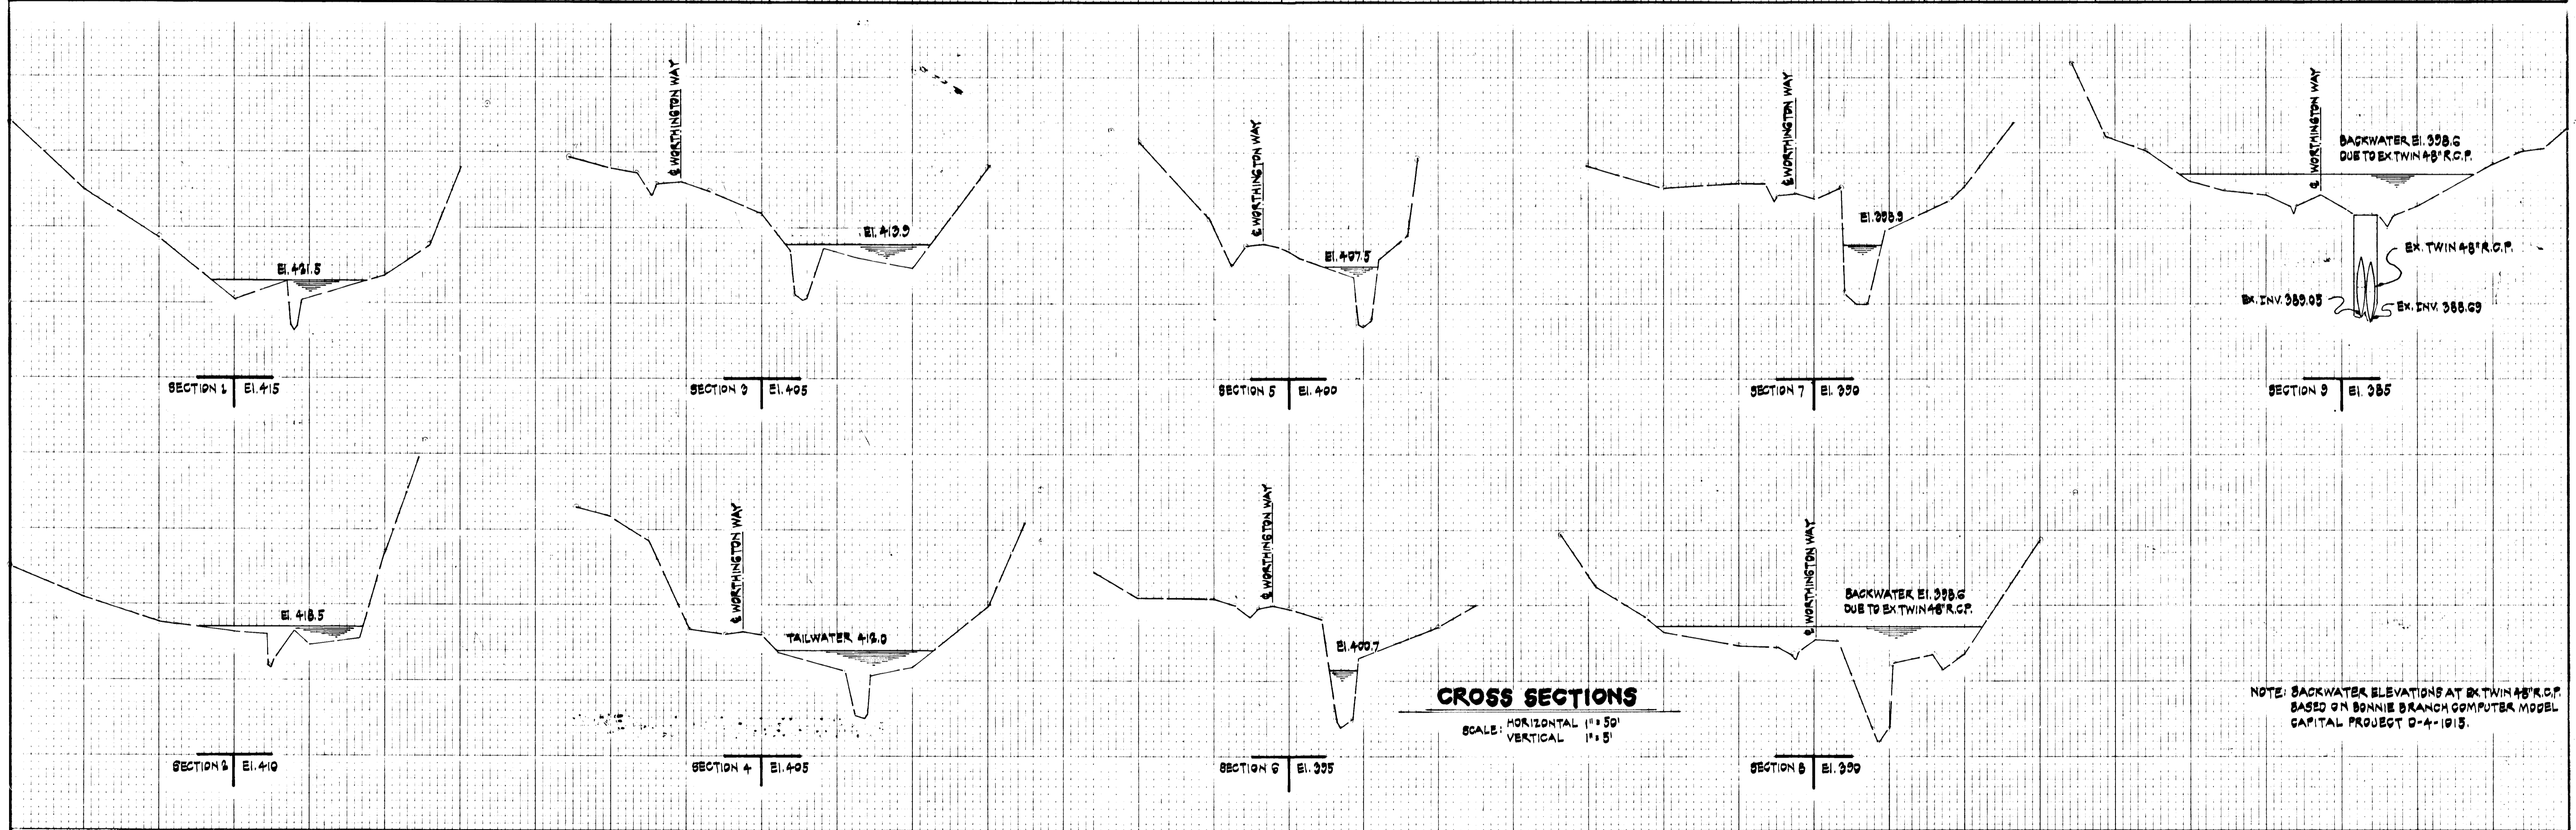 ℄ WORTHINGTON WAY
El. 421.5
SECTION 1 El. 415
℄ WORTHINGTON WAY
El. 413.9
SECTION 3 El. 405
℄ WORTHINGTON WAY
El. 407.5
SECTION 5 El. 400
℄ WORTHINGTON WAY
El. 398.9
SECTION 7 El. 390
BACKWATER El. 398.6
DUE TO EX TWIN 48" R.C.P.
EX. TWIN 48" R.C.P.
EX. INV. 389.05
EX. INV. 388.69
SECTION 9 El. 385
El. 418.5
SECTION 2 El. 410
℄ WORTHINGTON WAY
TAILWATER 412.0
SECTION 4 El. 405
℄ WORTHINGTON WAY
El. 400.7
SECTION 6 El. 395
℄ WORTHINGTON WAY
BACKWATER El. 398.6
DUE TO EX TWIN 48" R.C.P.
SECTION 8 El. 390
CROSS SECTIONS
SCALE: HORIZONTAL 1" = 50'
VERTICAL 1" = 5'
NOTE: BACKWATER ELEVATIONS AT EX TWIN 48" R.C.P.
BASED ON BONNIE BRANCH COMPUTER MODEL
CAPITAL PROJECT D-4-1015.